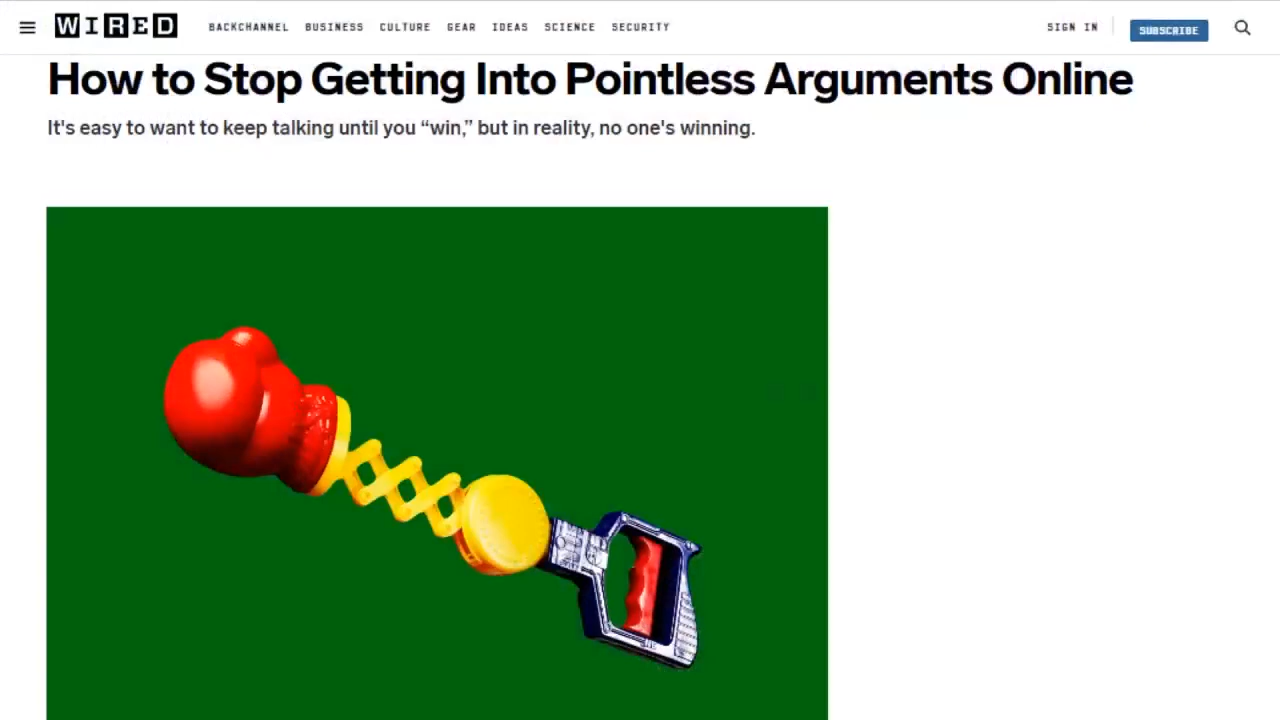 WIRED
BACKCHANNEL BUSINESS CULTURE GEAR IDEAS SCIENCE SECURITY
SIGN IN
SUBSCRIBE
How to Stop Getting Into Pointless Arguments Online
It's easy to want to keep talking until you “win,” but in reality, no one's winning.